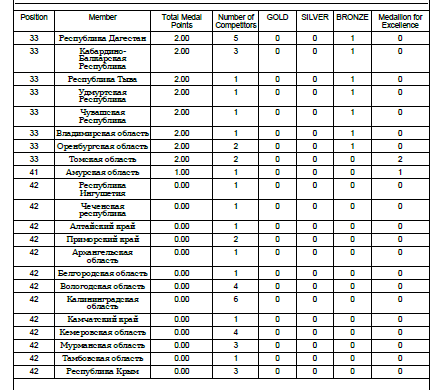 Position Member Total Medal Points Number of Competitors GOLD SILVER BRONZE Medallion for Excellence
33 Республика Дагестан 2.00 5 0 0 1 0
33 Кабардино-Балкарская Республика 2.00 3 0 0 1 0
33 Республика Тыва 2.00 1 0 0 1 0
33 Удмуртская Республика 2.00 1 0 0 1 0
33 Чувашская Республика 2.00 1 0 0 1 0
33 Владимирская область 2.00 1 0 0 1 0
33 Оренбургская область 2.00 2 0 0 1 0
33 Томская область 2.00 2 0 0 0 2
41 Амурская область 1.00 1 0 0 0 1
42 Республика Ингушетия 0.00 1 0 0 0 0
42 Чеченская республика 0.00 1 0 0 0 0
42 Алтайский край 0.00 1 0 0 0 0
42 Приморский край 0.00 2 0 0 0 0
42 Архангельская область 0.00 1 0 0 0 0
42 Белгородская область 0.00 1 0 0 0 0
42 Вологодская область 0.00 4 0 0 0 0
42 Калининградская область 0.00 6 0 0 0 0
42 Камчатский край 0.00 1 0 0 0 0
42 Кемеровская область 0.00 4 0 0 0 0
42 Мурманская область 0.00 3 0 0 0 0
42 Тамбовская область 0.00 1 0 0 0 0
42 Республика Крым 0.00 3 0 0 0 0